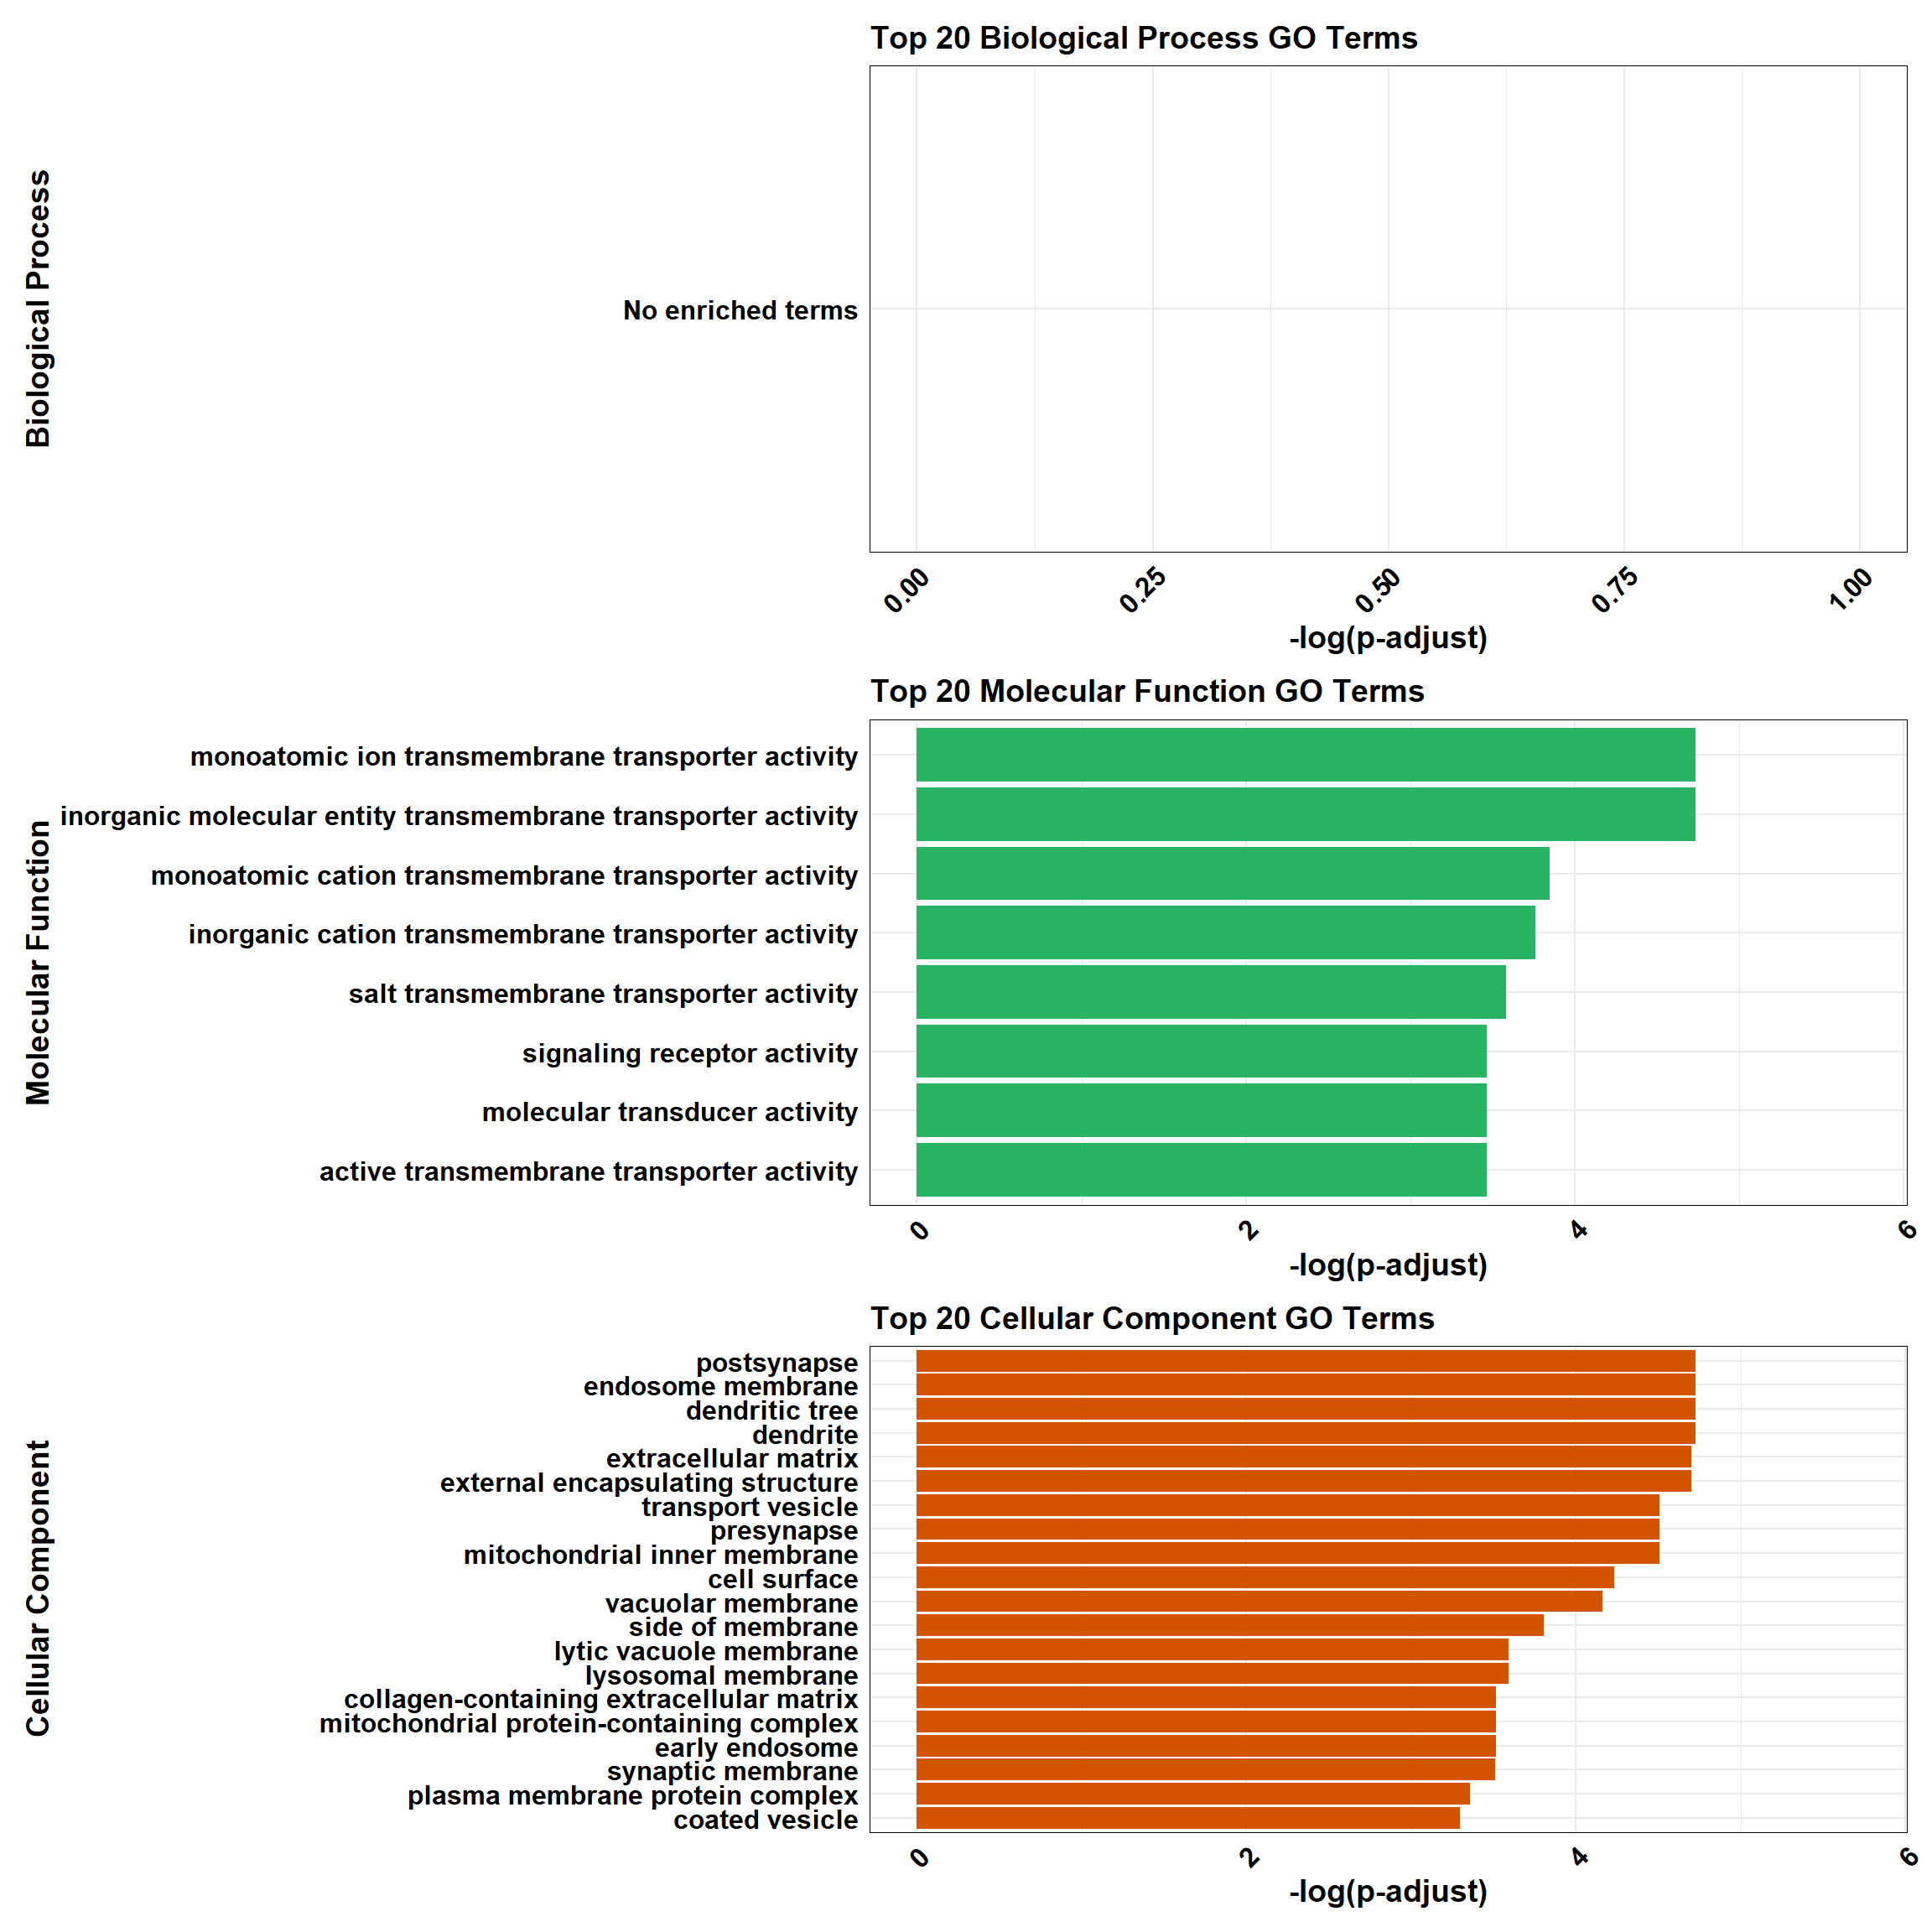 Top 20 Biological Process GO Terms
Biological Process
No enriched terms
0.00
0.25
0.50
0.75
1.00
-log(p-adjust)
Top 20 Molecular Function GO Terms
Molecular Function
monoatomic ion transmembrane transporter activity
inorganic molecular entity transmembrane transporter activity
monoatomic cation transmembrane transporter activity
inorganic cation transmembrane transporter activity
salt transmembrane transporter activity
signaling receptor activity
molecular transducer activity
active transmembrane transporter activity
0
2
4
6
-log(p-adjust)
Top 20 Cellular Component GO Terms
Cellular Component
postsynapse
endosome membrane
dendritic tree
dendrite
extracellular matrix
external encapsulating structure
transport vesicle
presynapse
mitochondrial inner membrane
cell surface
vacuolar membrane
side of membrane
lytic vacuole membrane
lysosomal membrane
collagen-containing extracellular matrix
mitochondrial protein-containing complex
early endosome
synaptic membrane
plasma membrane protein complex
coated vesicle
0
2
4
6
-log(p-adjust)